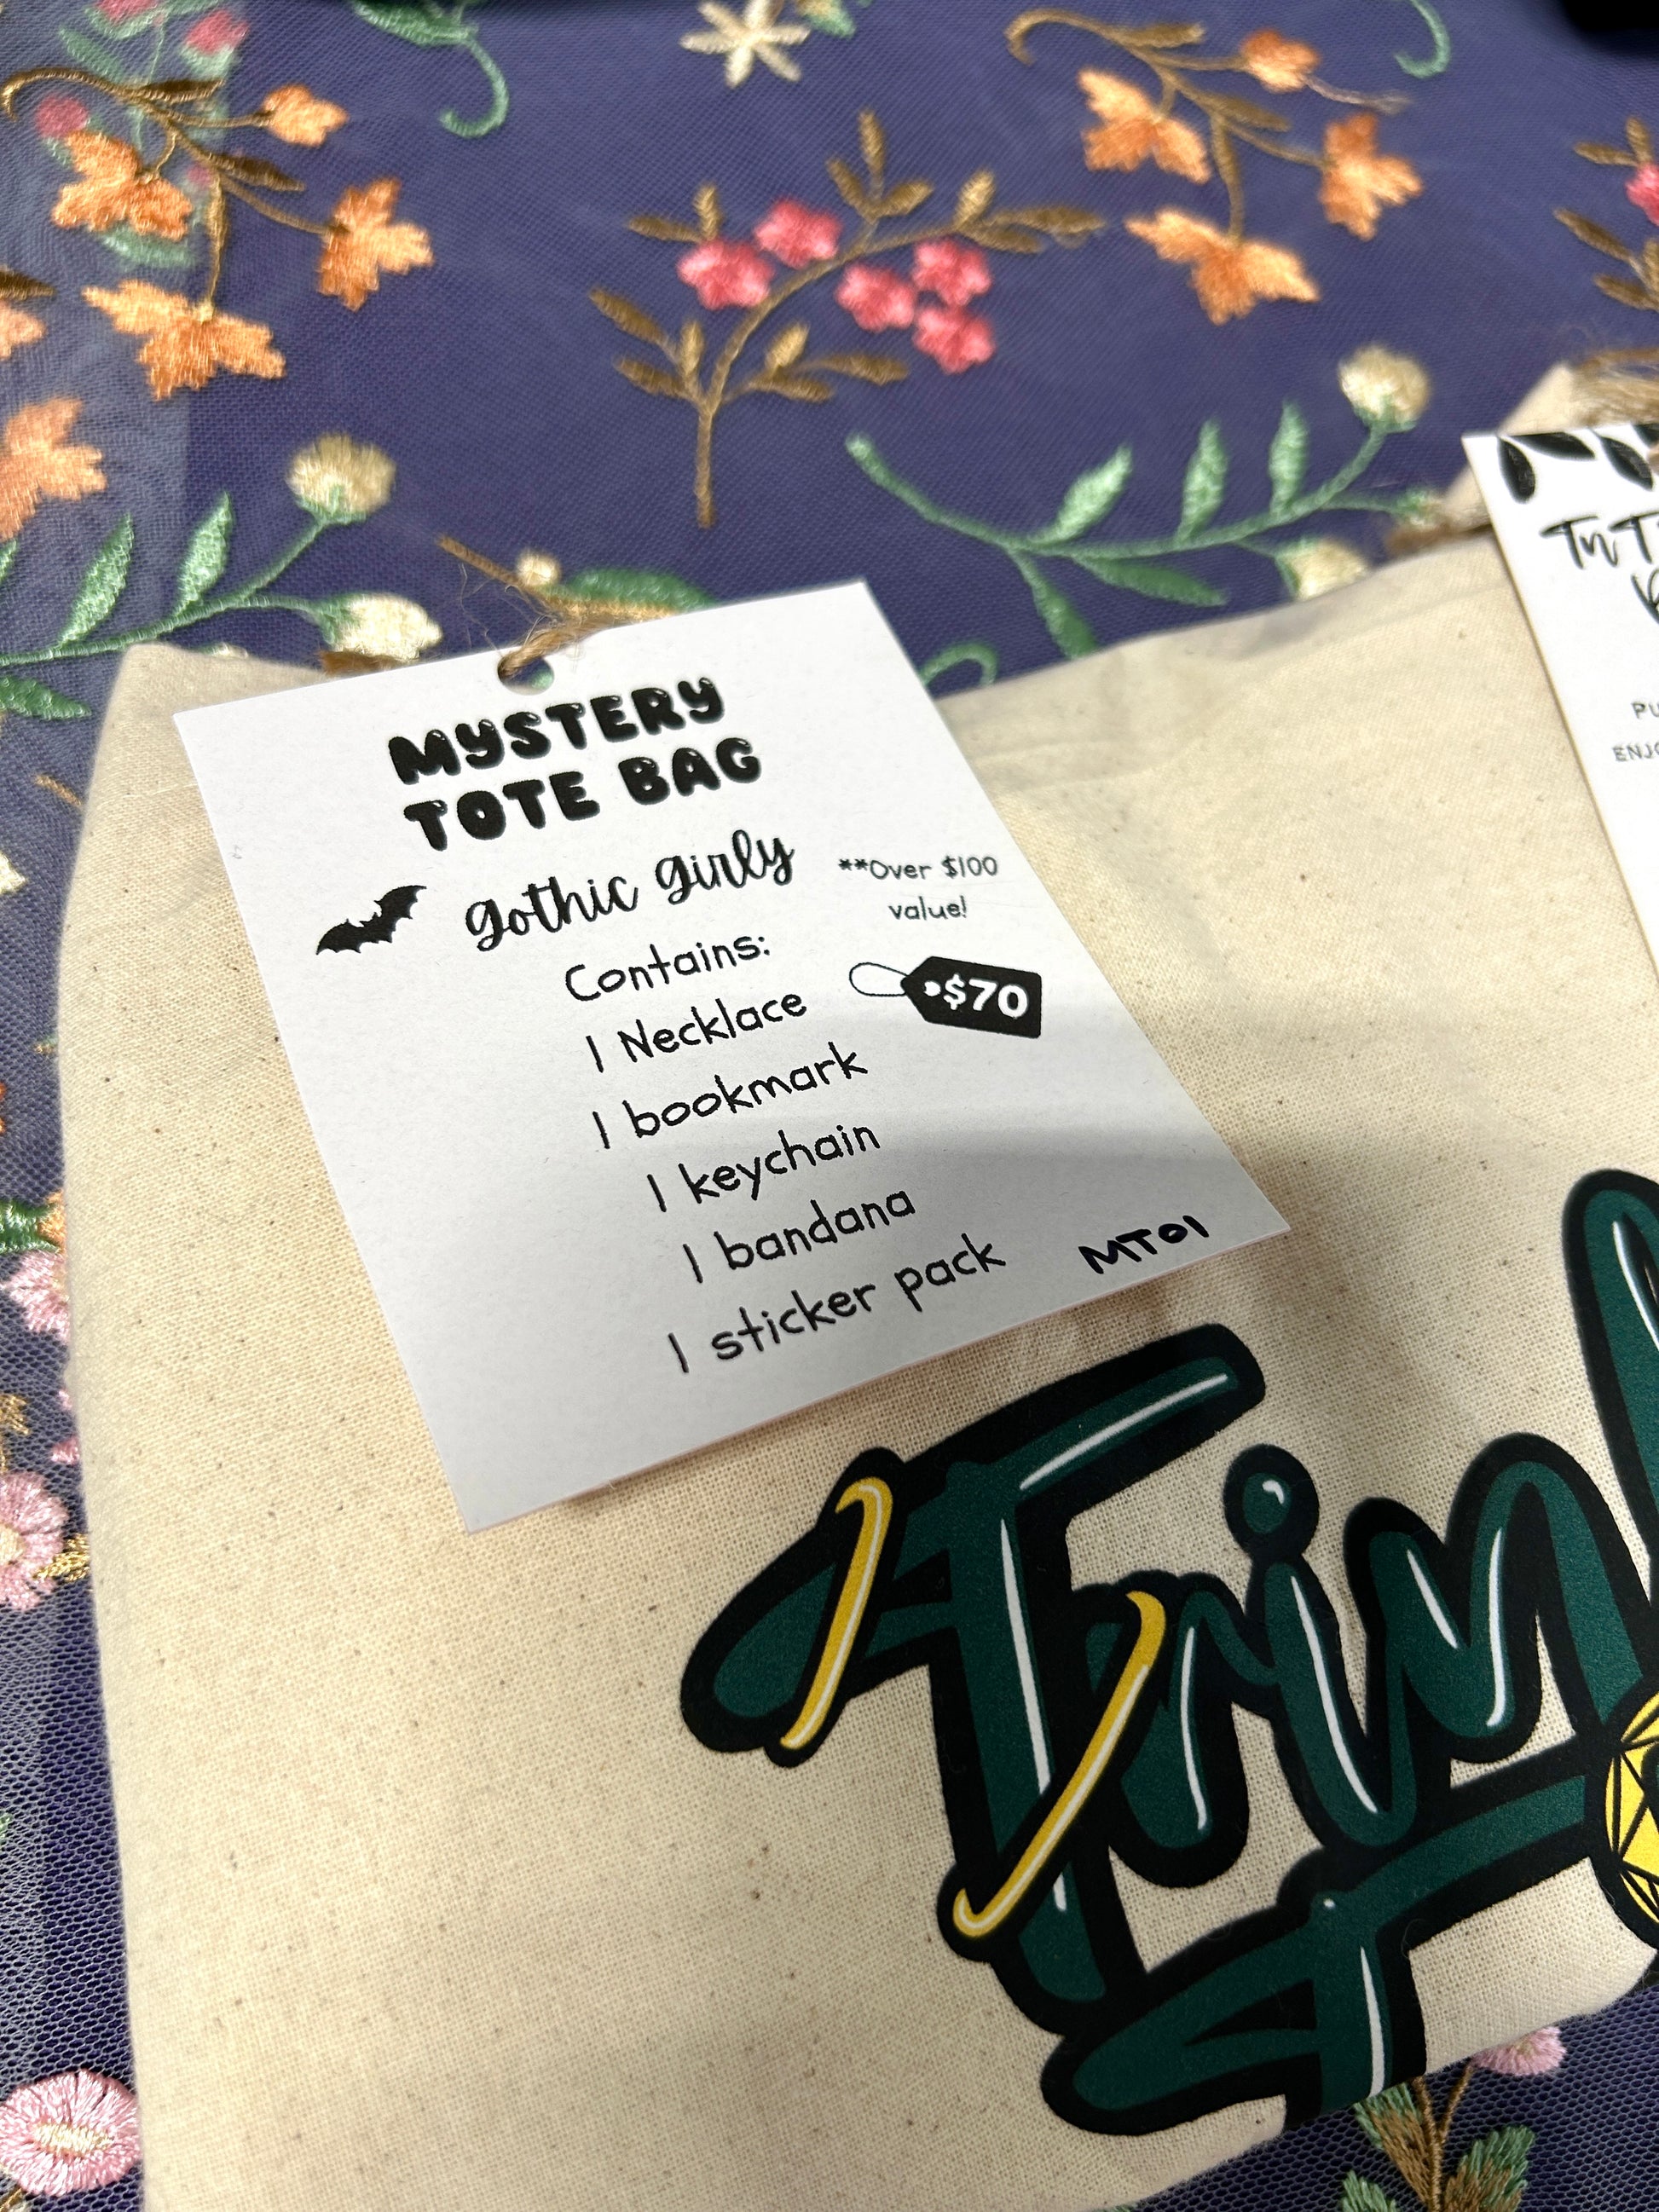 MYSTERY
TOTE BAG
gothic girly
**Over $100
value!
Contains:
$70
1 Necklace
1 bookmark
1 keychain
1 bandana
1 sticker pack
MT01